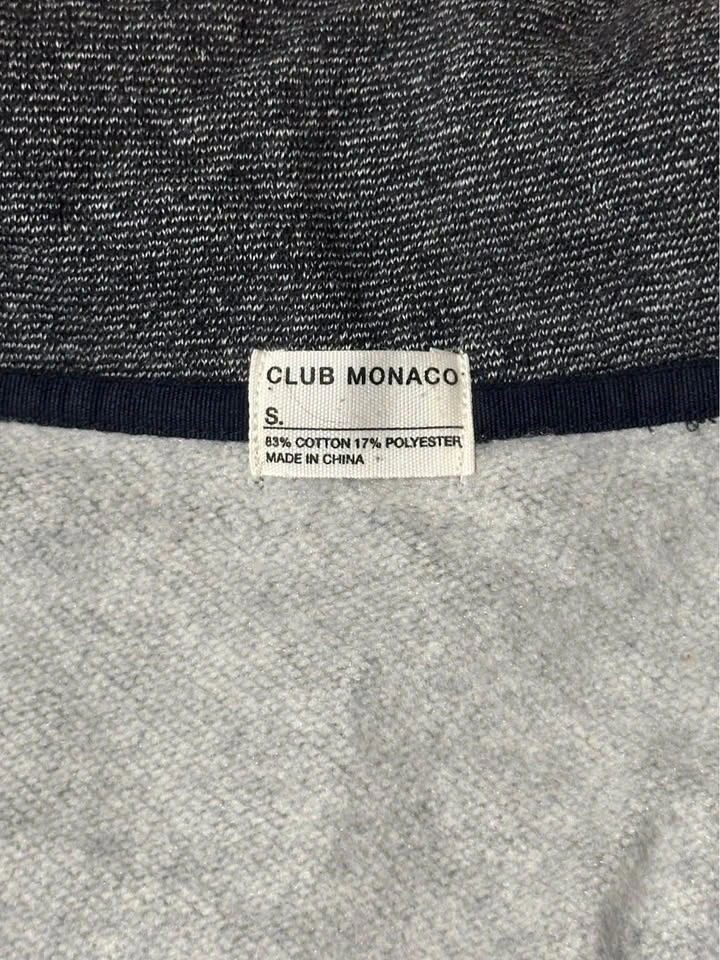 CLUB MONACO
S.
83% COTTON 17% POLYESTER
MADE IN CHINA